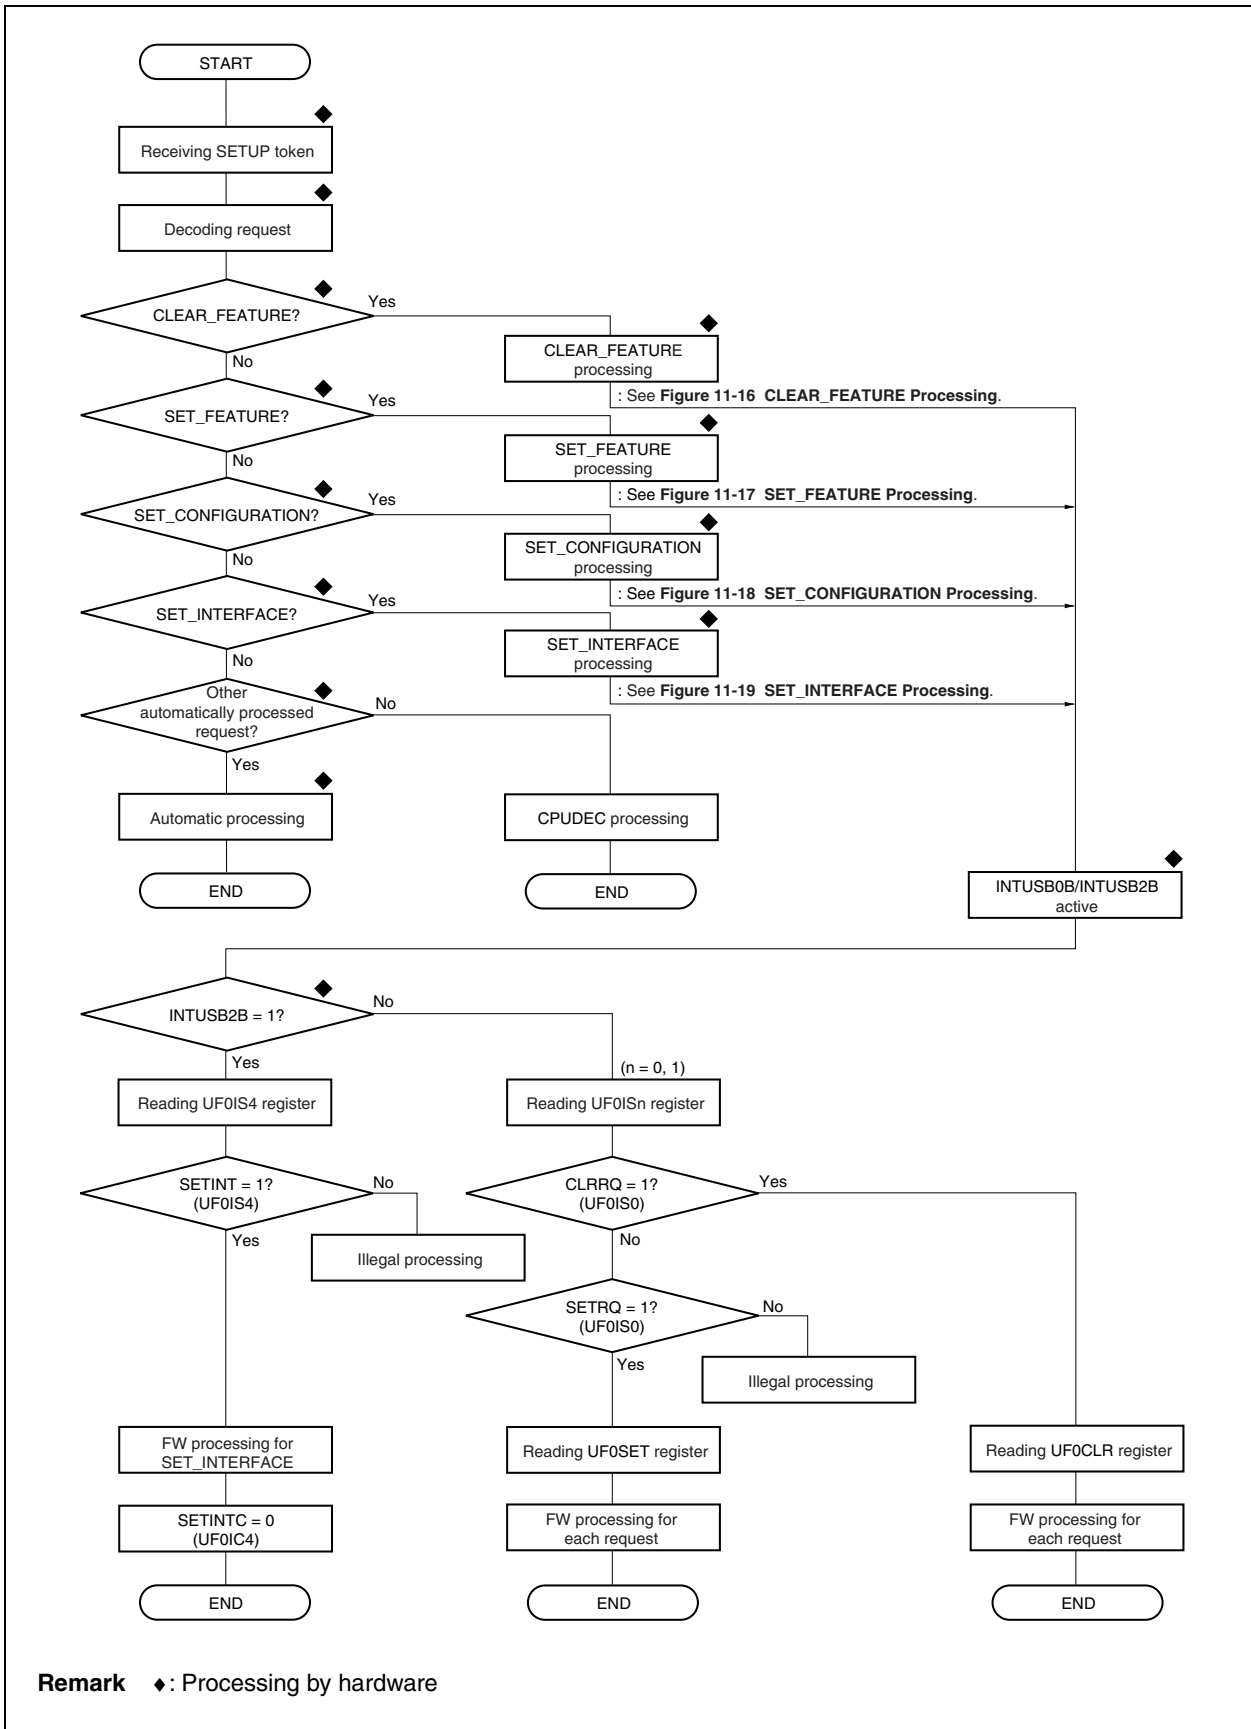 START
Receiving SETUP token
Decoding request
CLEAR_FEATURE?
Yes
No
CLEAR_FEATURE
processing
: See Figure 11-16 CLEAR_FEATURE Processing.
SET_FEATURE?
Yes
No
SET_FEATURE
processing
: See Figure 11-17 SET_FEATURE Processing.
SET_CONFIGURATION?
Yes
No
SET_CONFIGURATION
processing
: See Figure 11-18 SET_CONFIGURATION Processing.
SET_INTERFACE?
Yes
No
SET_INTERFACE
processing
: See Figure 11-19 SET_INTERFACE Processing.
Other
automatically processed
request?
No
Yes
Automatic processing
CPUDEC processing
END
END
INTUSB0B/INTUSB2B
active
INTUSB2B = 1?
No
Yes
(n = 0, 1)
Reading UF0IS4 register
Reading UF0ISn register
SETINT = 1?
(UF0IS4)
No
Yes
Illegal processing
CLRRQ = 1?
(UF0IS0)
Yes
No
SETRQ = 1?
(UF0IS0)
No
Yes
Illegal processing
FW processing for
SET_INTERFACE
Reading UF0SET register
Reading UF0CLR register
SETINTC = 0
(UF0IC4)
FW processing for
each request
FW processing for
each request
END
END
END
Remark ♦: Processing by hardware